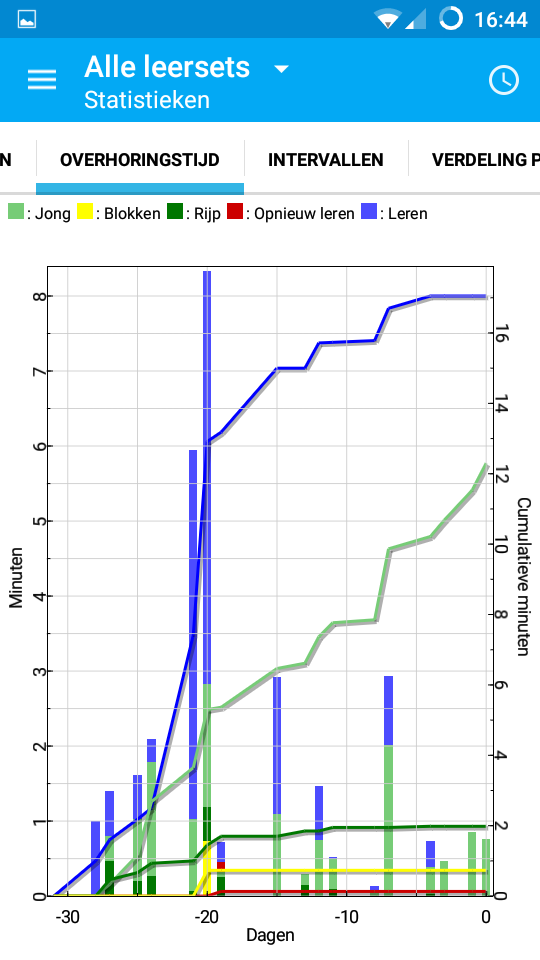 16:44
Alle leersets
Statistieken
N OVERHORINGSTIJD INTERVALLEN VERDELING P
: Jong : Blokken : Rijp : Opnieuw leren : Leren
8
7
6
5
4
3
2
1
0
Minuten
16
14
12
10
8
6
4
2
0
Cumulatieve minuten
-30 -20 -10 0
Dagen